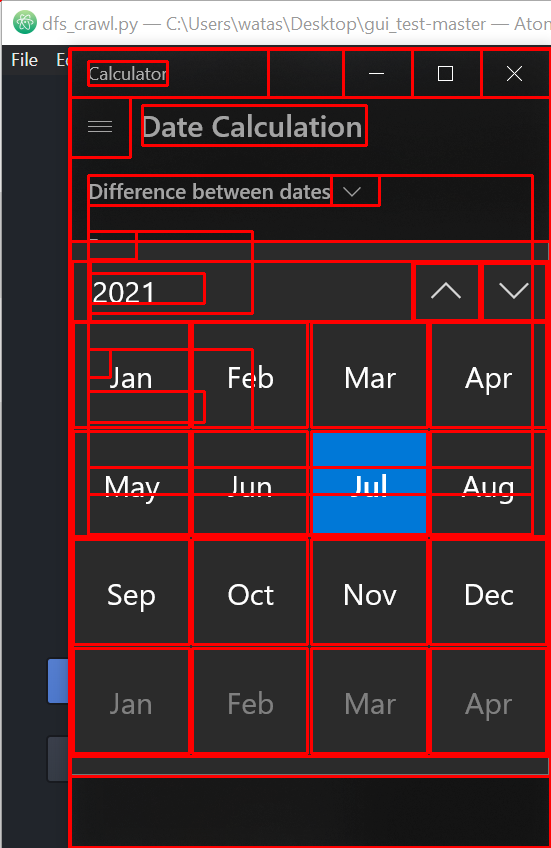 dfs_crawl.py — C:\Users\watas\Desktop\gui_test-master — Atom
File
Calculator
Date Calculation
Difference between dates
2021
Jan Feb Mar Apr
May Jun Jul Aug
Sep Oct Nov Dec
Jan Feb Mar Apr